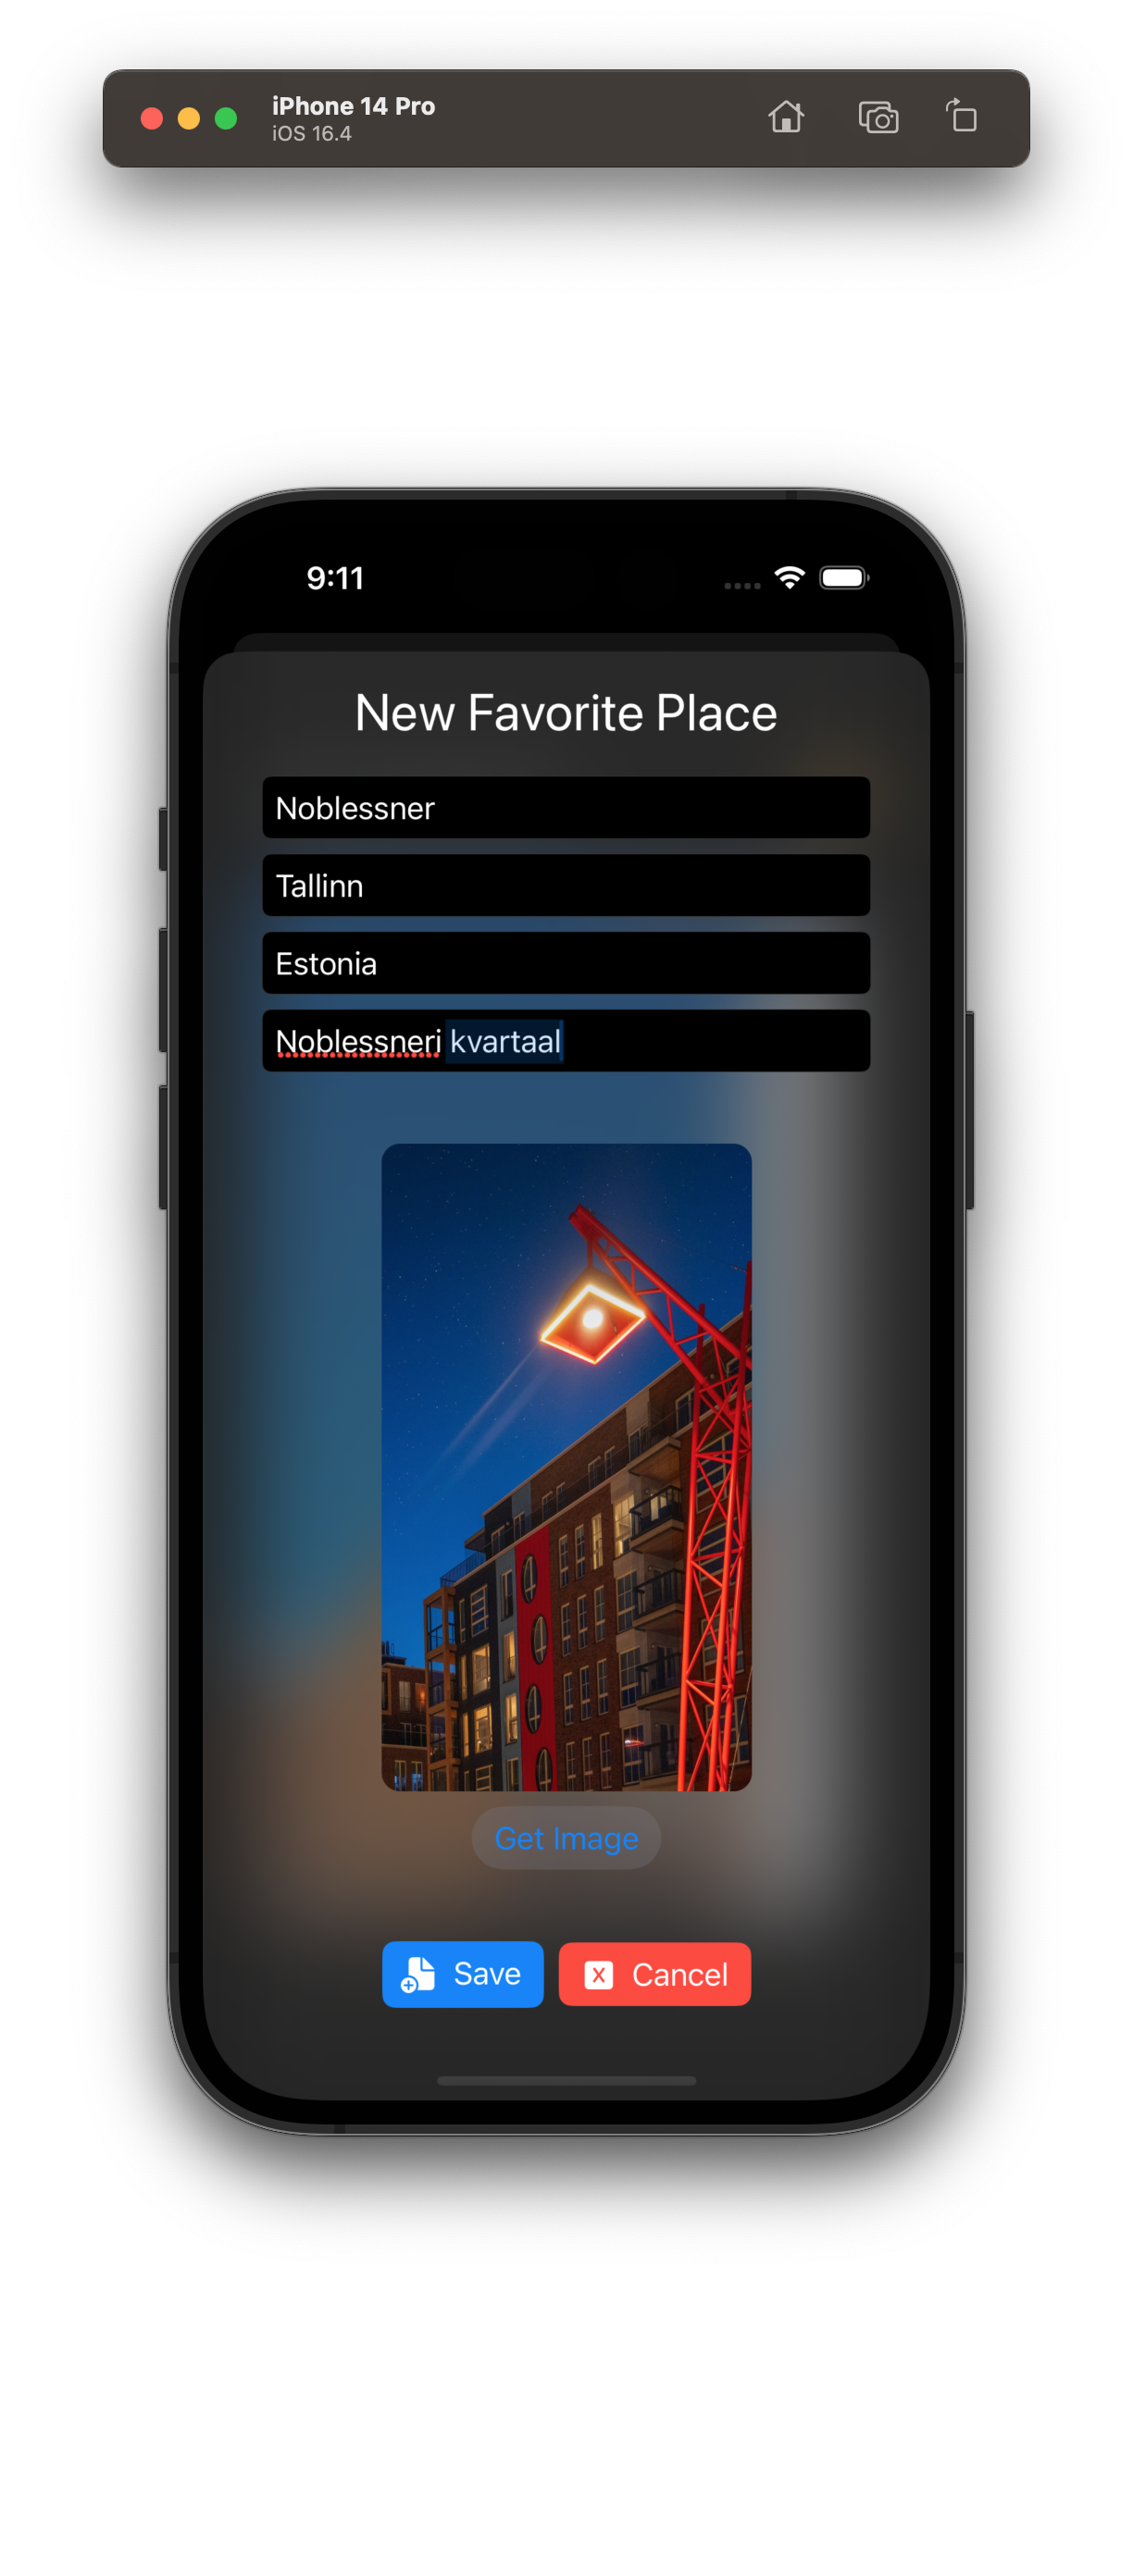 iPhone 14 Pro
iOS 16.4
9:11
New Favorite Place
Noblessner
Tallinn
Estonia
Noblessneri kvartaal
Get Image
Save
Cancel